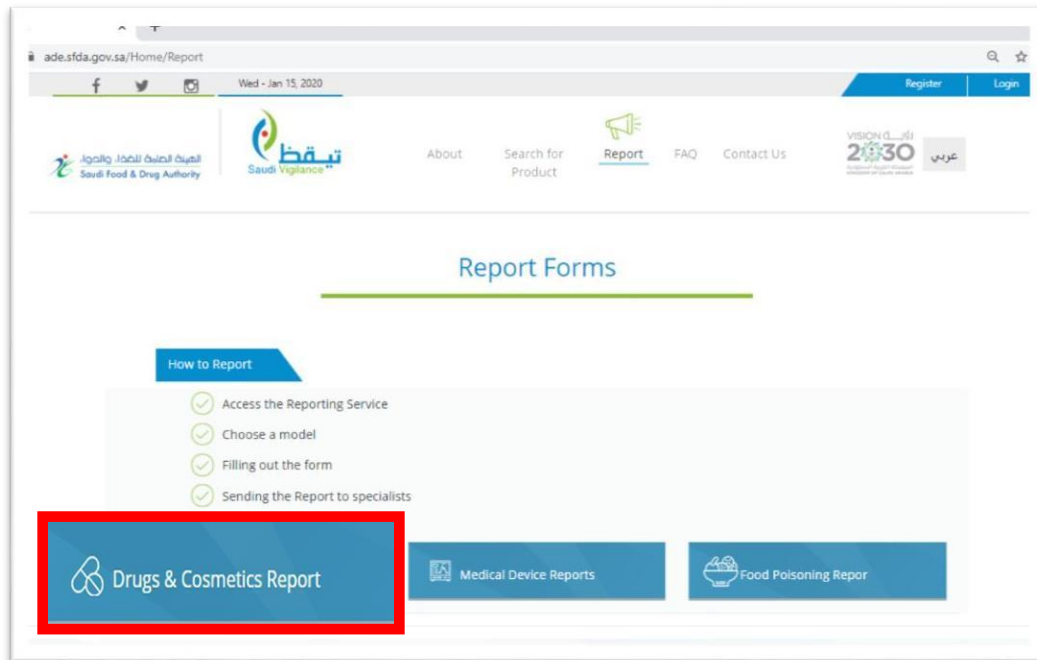 ade.sfda.gov.sa/Home/Report
Wed - Jan 15, 2020
Register
Login
الهيئة العامة للغذاء والدواء
Saudi Food & Drug Authority
تيقظ
Saudi Vigilance
About
Search for
Product
Report
FAQ
Contact Us
VISION رؤية
2030
عربي
Report Forms
How to Report
Access the Reporting Service
Choose a model
Filling out the form
Sending the Report to specialists
Drugs & Cosmetics Report
Medical Device Reports
Food Poisoning Repor